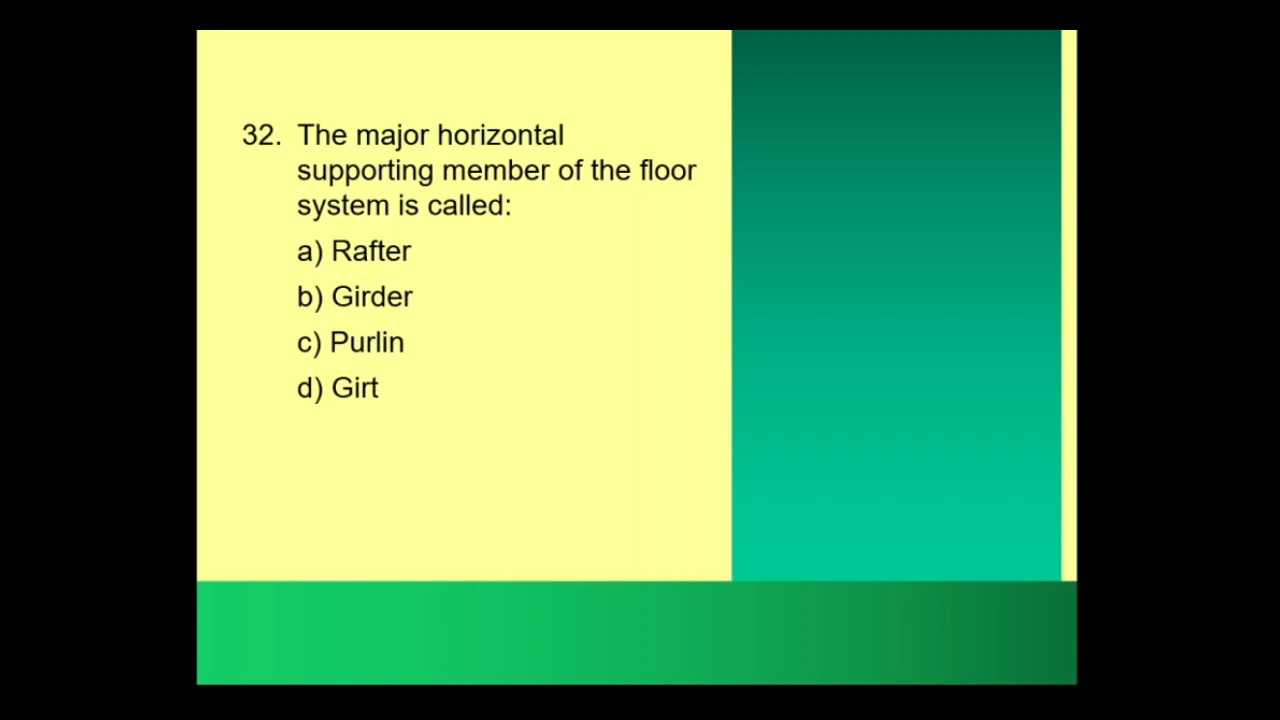 32. The major horizontal
supporting member of the floor
system is called:
a) Rafter
b) Girder
c) Purlin
d) Girt